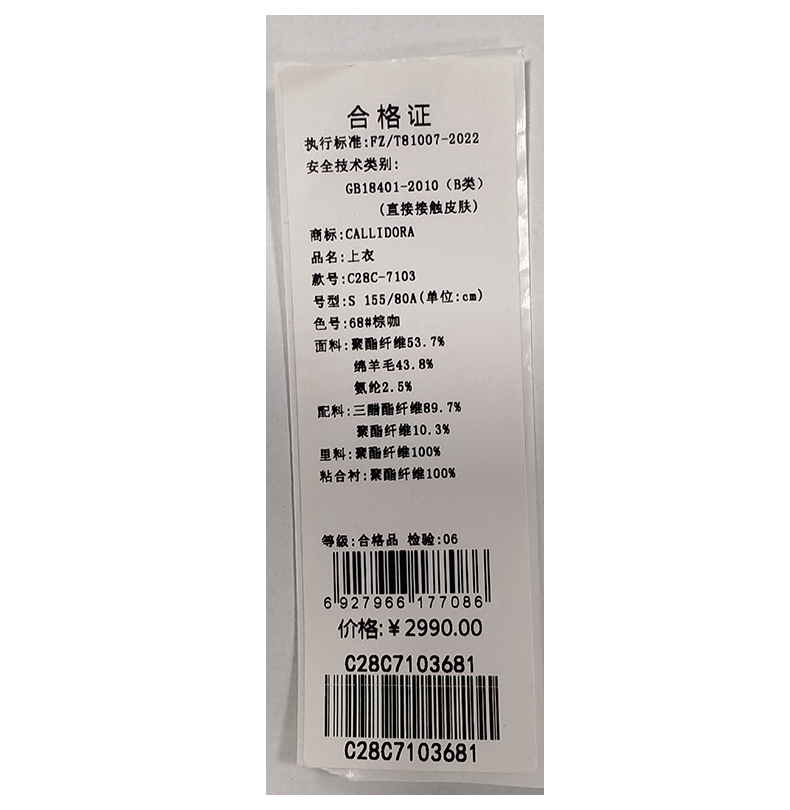 合格证
执行标准:FZ/T81007-2022
安全技术类别:
GB18401-2010（B类）
(直接接触皮肤)
商标:CALLIDORA
品名:上衣
款号:C28C-7103
号型:S 155/80A(单位:cm)
色号:68#棕咖
面料:聚酯纤维53.7%
绵羊毛43.8%
氨纶2.5%
配料:三醋酯纤维89.7%
聚酯纤维10.3%
里料:聚酯纤维100%
粘合衬:聚酯纤维100%
等级:合格品 检验:06
6 927966 177086
价格:¥2990.00
C28C7103681
C28C7103681